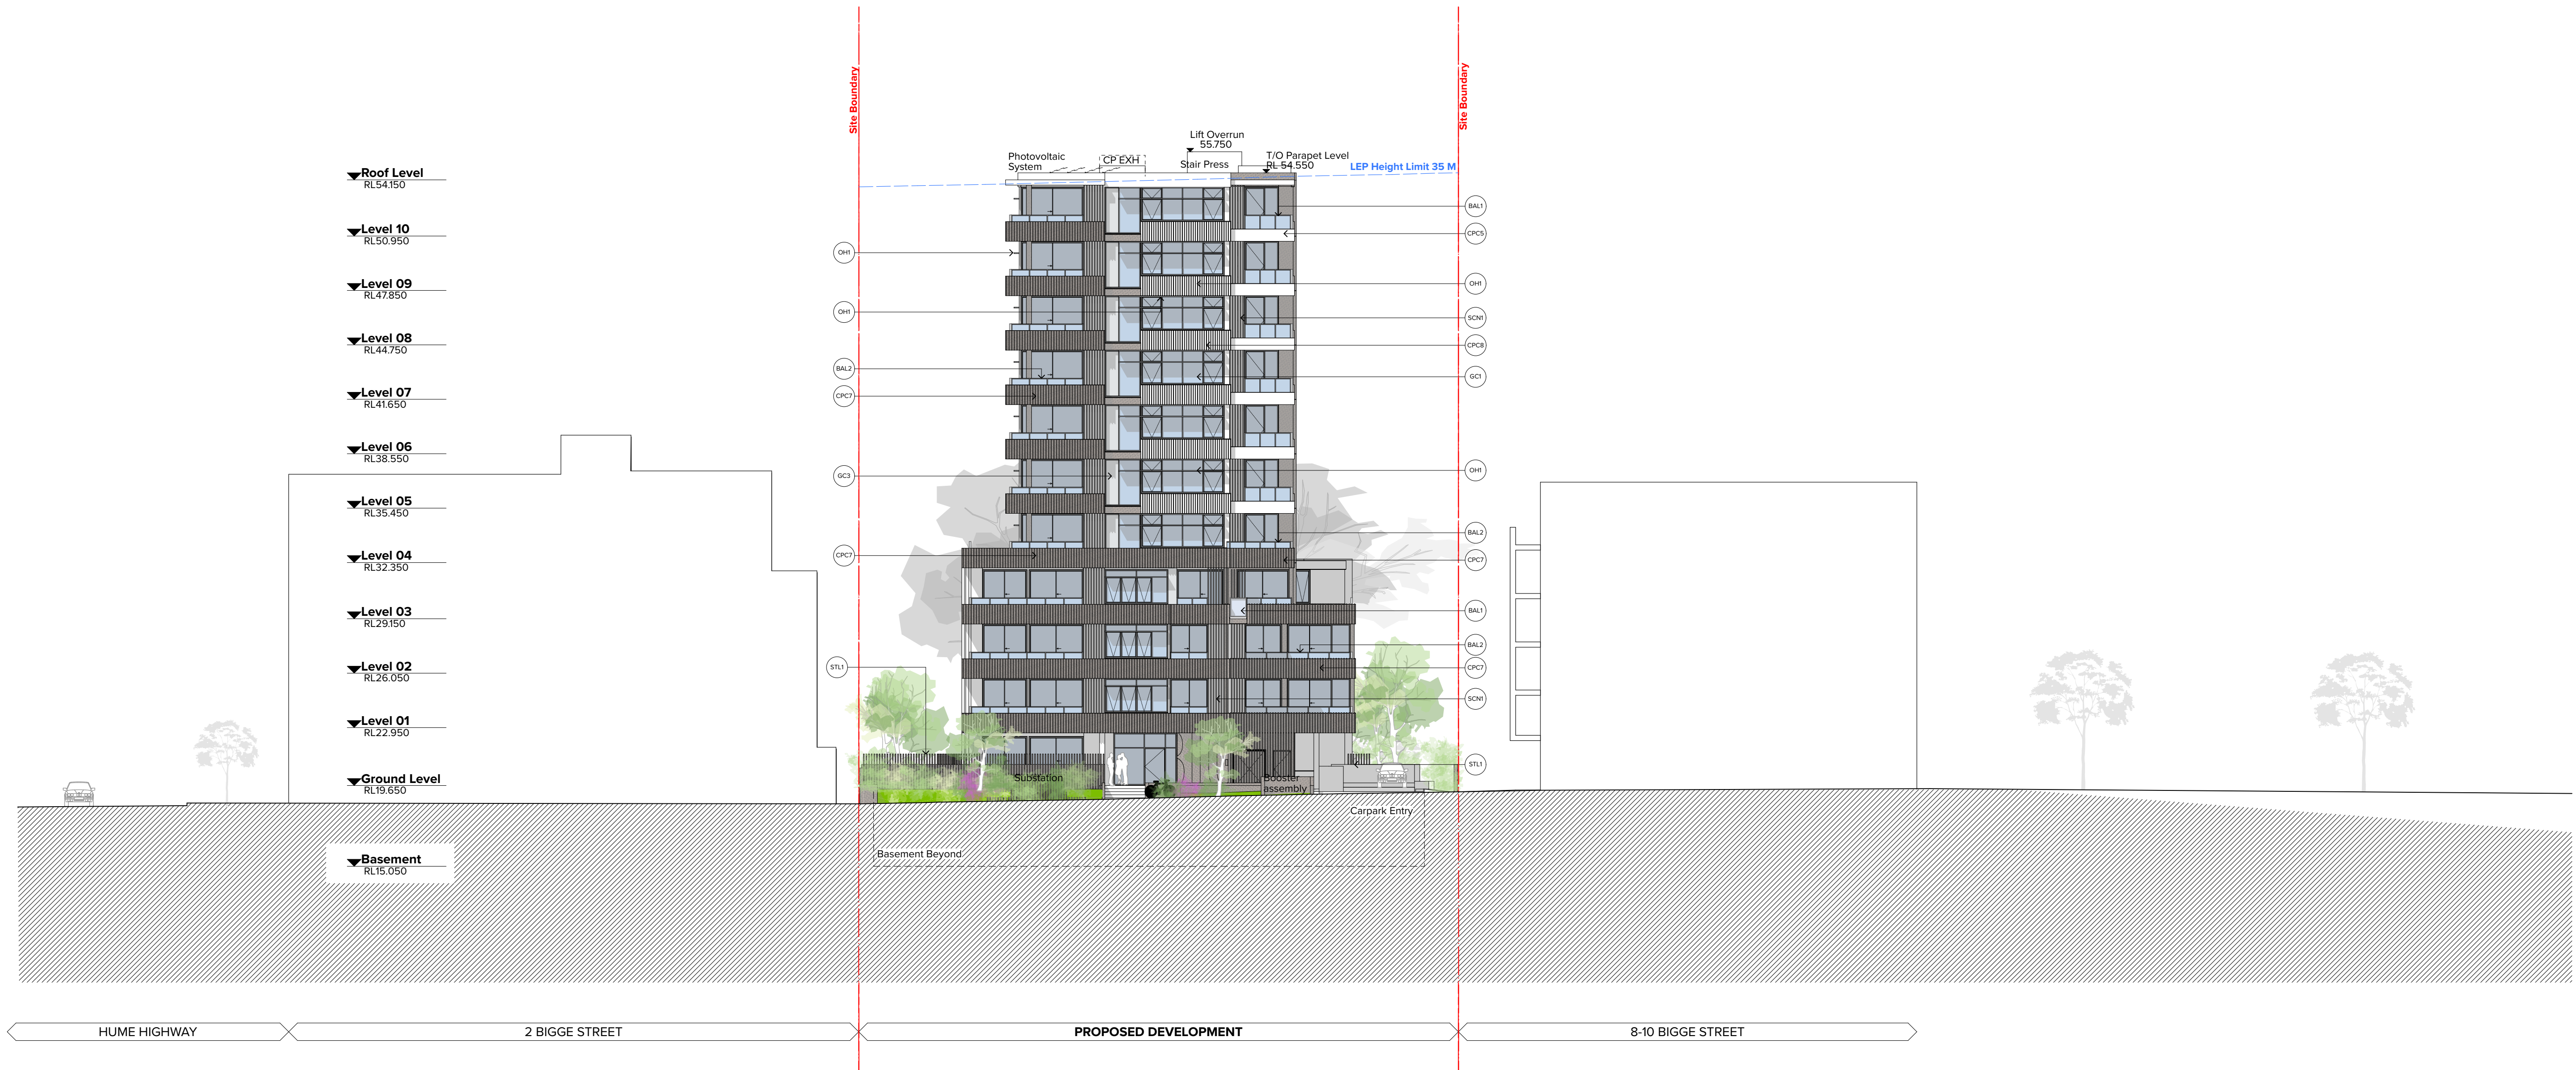 Site Boundary
Site Boundary
Lift Overrun
55.750
Photovoltaic
System
CP EXH
Stair Press
T/O Parapet Level
RL 54.550
LEP Height Limit 35 M
Roof Level
RL54.150
Level 10
RL50.950
Level 09
RL47.850
Level 08
RL44.750
Level 07
RL41.650
Level 06
RL38.550
Level 05
RL35.450
Level 04
RL32.350
Level 03
RL29.150
Level 02
RL26.050
Level 01
RL22.950
Ground Level
RL19.650
Basement
RL15.050
OH1
OH1
BAL2
CPC7
GC3
CPC7
STL1
BAL1
CPC5
OH1
SCN1
CPC8
GC1
OH1
BAL2
CPC7
BAL1
BAL2
CPC7
SCN1
STL1
Substation
Booster
assembly
Carpark Entry
Basement Beyond
HUME HIGHWAY
2 BIGGE STREET
PROPOSED DEVELOPMENT
8-10 BIGGE STREET